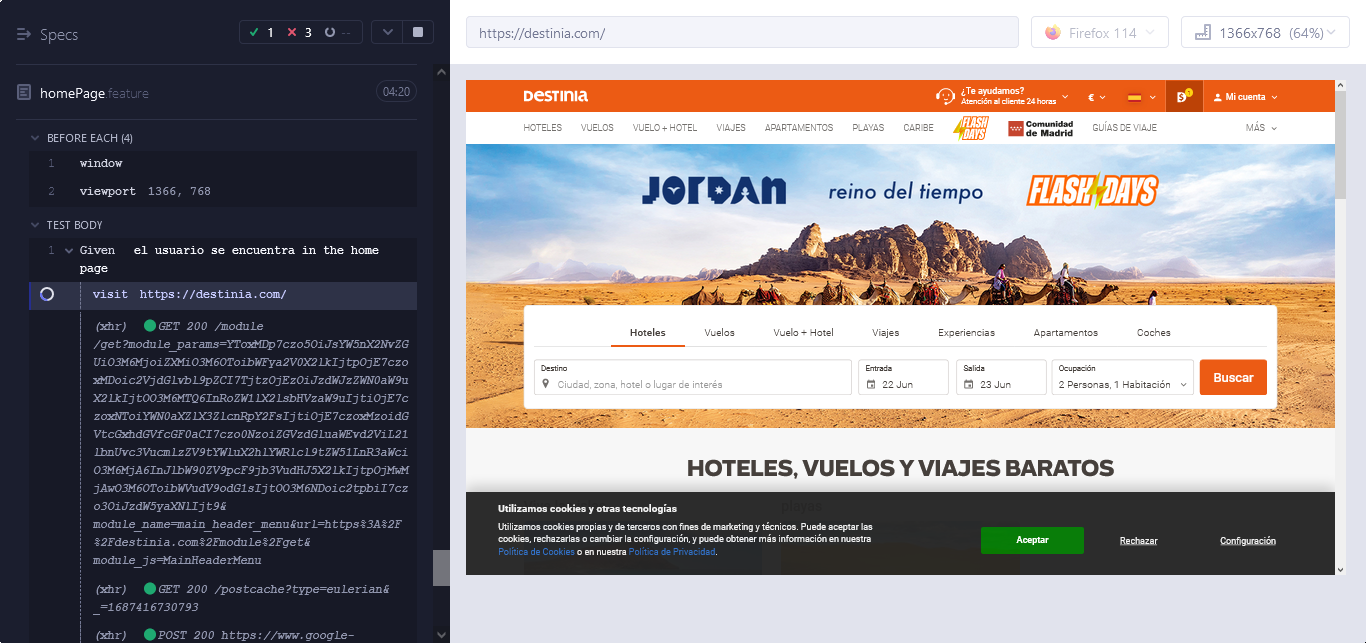 Specs
1
3
--
homePage.feature
04:20
BEFORE EACH (4)
1 window
2 viewport 1366, 768
TEST BODY
1 Given el usuario se encuentra in the home
page
visit https://destinia.com/
(xhr) GET 200 /module
(xhr) GET 200 /postcache?type=eulerian&
_=1687416730793
(xhr) POST 200 https://www.google-
module_name=main_header_menu&url=https%3A%2F
%2Fdestinia.com%2Fmodule%2Fget&
module_js=MainHeaderMenu
https://destinia.com/
Firefox 114
1366x768 (64%)
DESTINIA
¿Te ayudamos?
Atención al cliente 24 horas
€
$
Mi cuenta
HOTELES VUELOS VUELO + HOTEL VIAJES APARTAMENTOS PLAYAS CARIBE FLASH DAYS Comunidad de Madrid GUÍAS DE VIAJE MÁS
JORDAN reino del tiempo FLASH DAYS
Hoteles Vuelos Vuelo + Hotel Viajes Experiencias Apartamentos Coches
Destino Entrada Salida Ocupación
Ciudad, zona, hotel o lugar de interés 22 Jun 23 Jun 2 Personas, 1 Habitación
Buscar
HOTELES, VUELOS Y VIAJES BARATOS
Utilizamos cookies y otras tecnologías
Utilizamos cookies propias y de terceros con fines de marketing y técnicos. Puede aceptar las
cookies, rechazarlas o cambiar la configuración, y puede obtener más información en nuestra
Política de Cookies o en nuestra Política de Privacidad.
Aceptar
Rechazar
Configuración